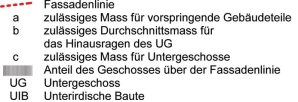 Fassadenlinie
a zulässiges Mass für vorspringende Gebäudeteile
b zulässiges Durchschnittsmass für
das Hinausragen des UG
c zulässiges Mass für Untergeschosse
Anteil des Geschosses über der Fassadenlinie
UG Untergeschoss
UIB Unterirdische Baute